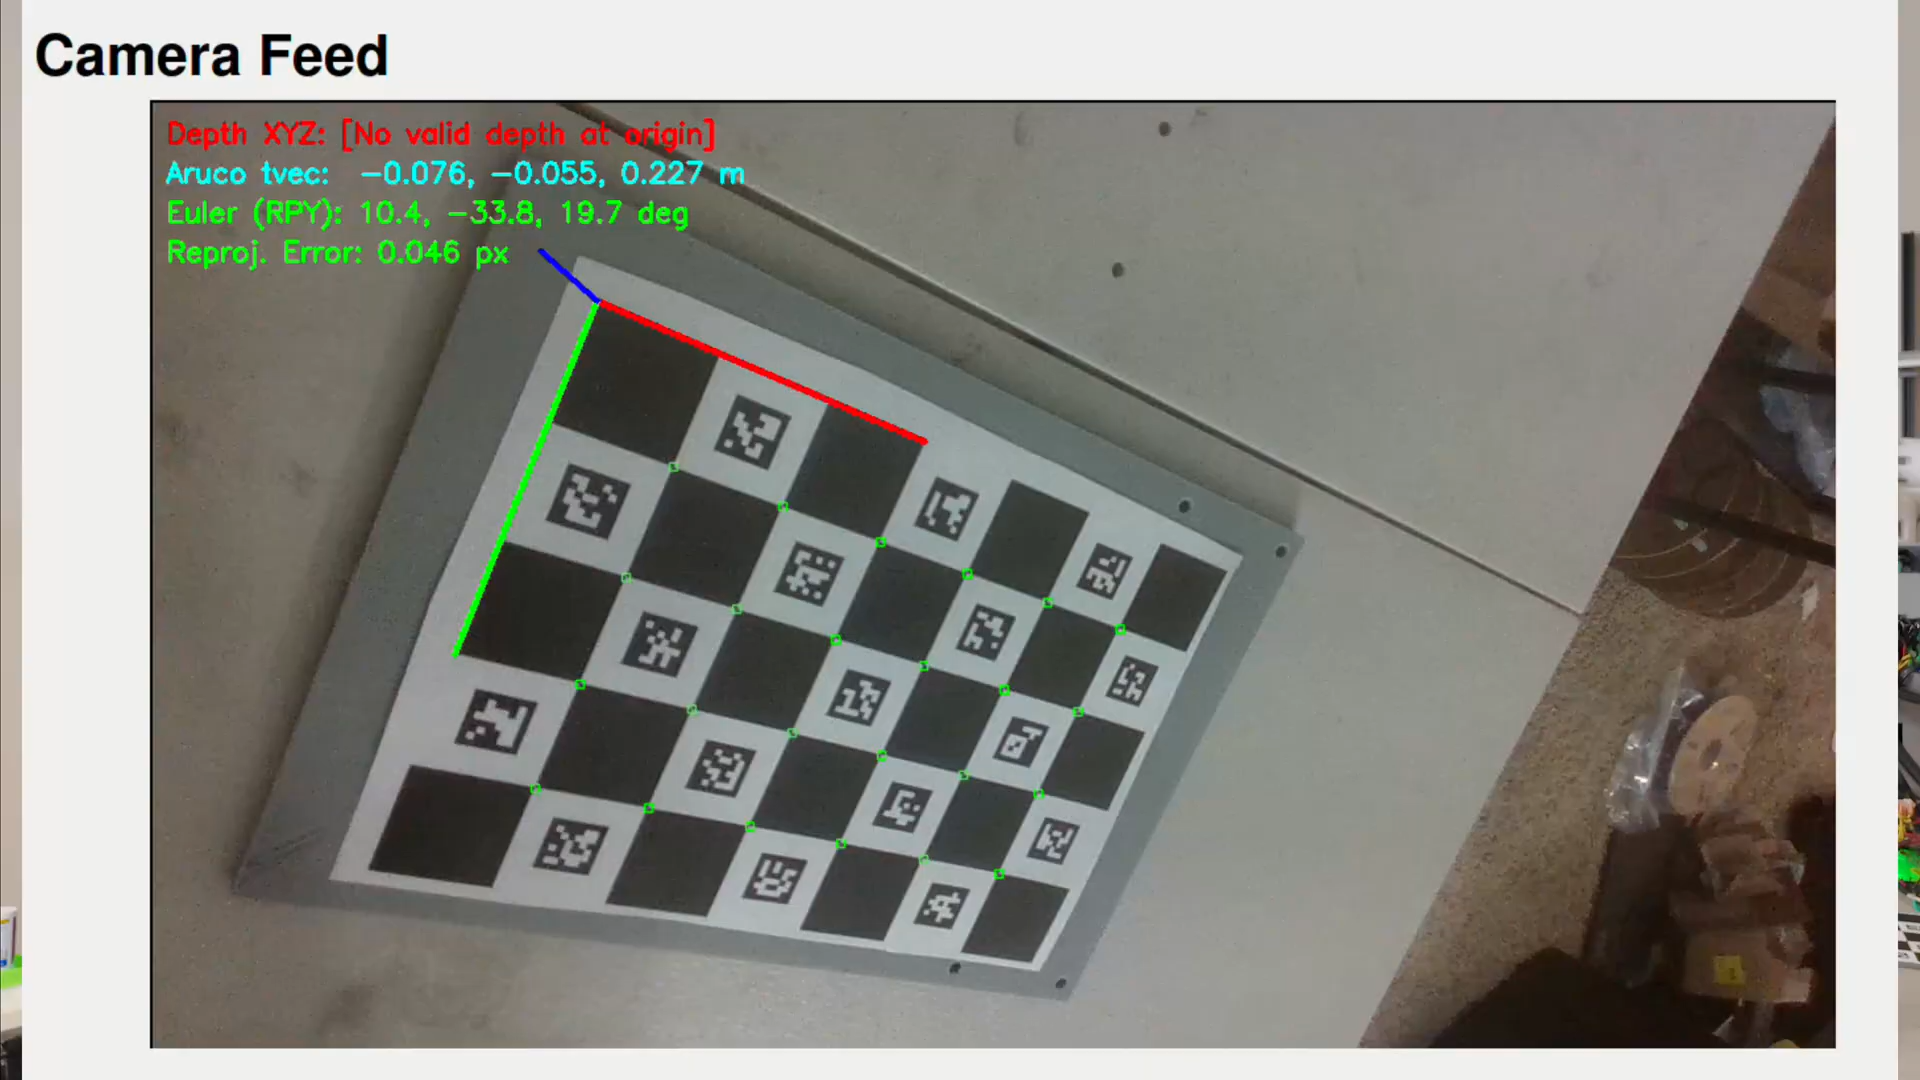 Camera Feed
Depth XYZ: [No valid depth at origin]
Aruco tvec: -0.076, -0.055, 0.227 m
Euler (RPY): 10.4, -33.8, 19.7 deg
Reproj. Error: 0.046 px